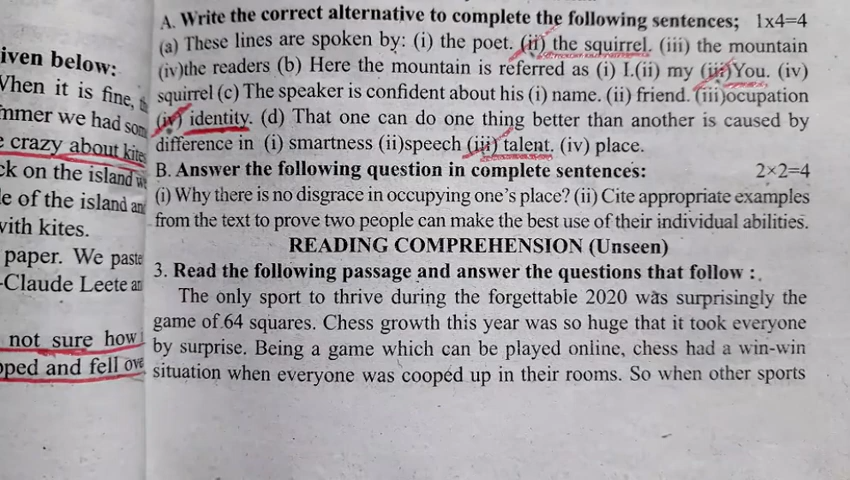 iven below:
When it is fine,
mmer we had som
e crazy about kites
ck on the island
le of the island an
with kites.
paper. We paste
-Claude Leete an
not sure how
oped and fell ove
A. Write the correct alternative to complete the following sentences; 1x4=4
(a) These lines are spoken by: (i) the poet. (ii) the squirrel. (iii) the mountain
(iv)the readers (b) Here the mountain is referred as (i) I.(ii) my (iii)You. (iv)
squirrel (c) The speaker is confident about his (i) name. (ii) friend. (iii)ocupation
(iv) identity. (d) That one can do one thing better than another is caused by
difference in (i) smartness (ii)speech (iii) talent. (iv) place.
B. Answer the following question in complete sentences: 2×2=4
(i) Why there is no disgrace in occupying one's place? (ii) Cite appropriate examples
from the text to prove two people can make the best use of their individual abilities.
READING COMPREHENSION (Unseen)
3. Read the following passage and answer the questions that follow :.
The only sport to thrive during the forgettable 2020 was surprisingly the
game of 64 squares. Chess growth this year was so huge that it took everyone
by surprise. Being a game which can be played online, chess had a win-win
situation when everyone was cooped up in their rooms. So when other sports